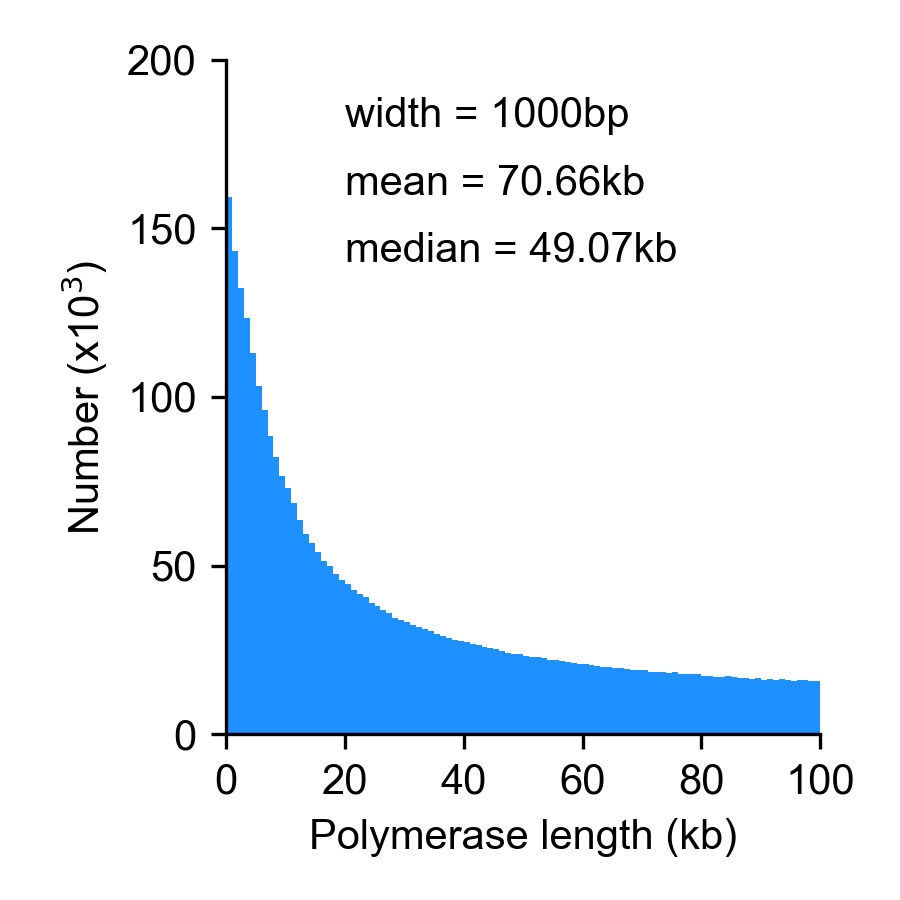 200
150
100
50
0
Number (x10³)
width = 1000bp
mean = 70.66kb
median = 49.07kb
0 20 40 60 80 100
Polymerase length (kb)